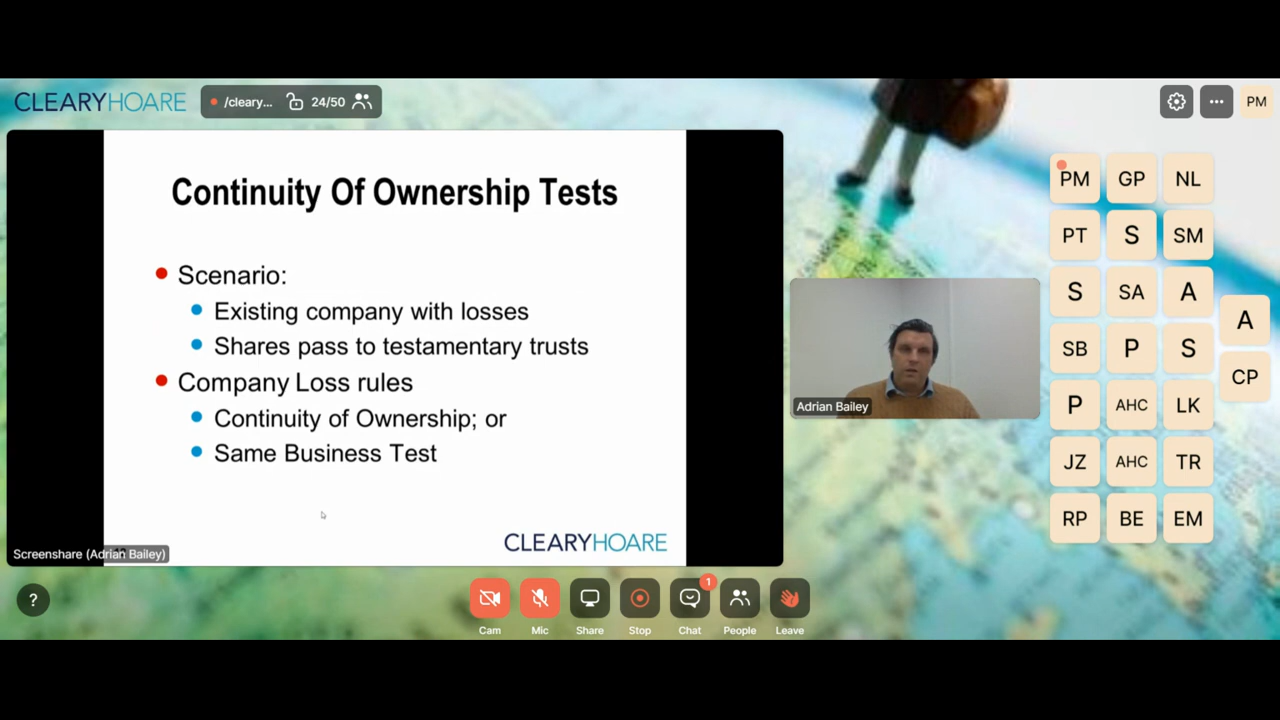 CLEARYHOARE
/cleary... 24/50
PM
Continuity Of Ownership Tests
Scenario:
Existing company with losses
Shares pass to testamentary trusts
Company Loss rules
Continuity of Ownership; or
Same Business Test
CLEARYHOARE
Screenshare (Adrian Bailey)
Adrian Bailey
PM GP NL
PT S SM
S SA A
A
SB P S
CP
P AHC LK
JZ AHC TR
RP BE EM
?
1
Cam Mic Share Stop Chat People Leave